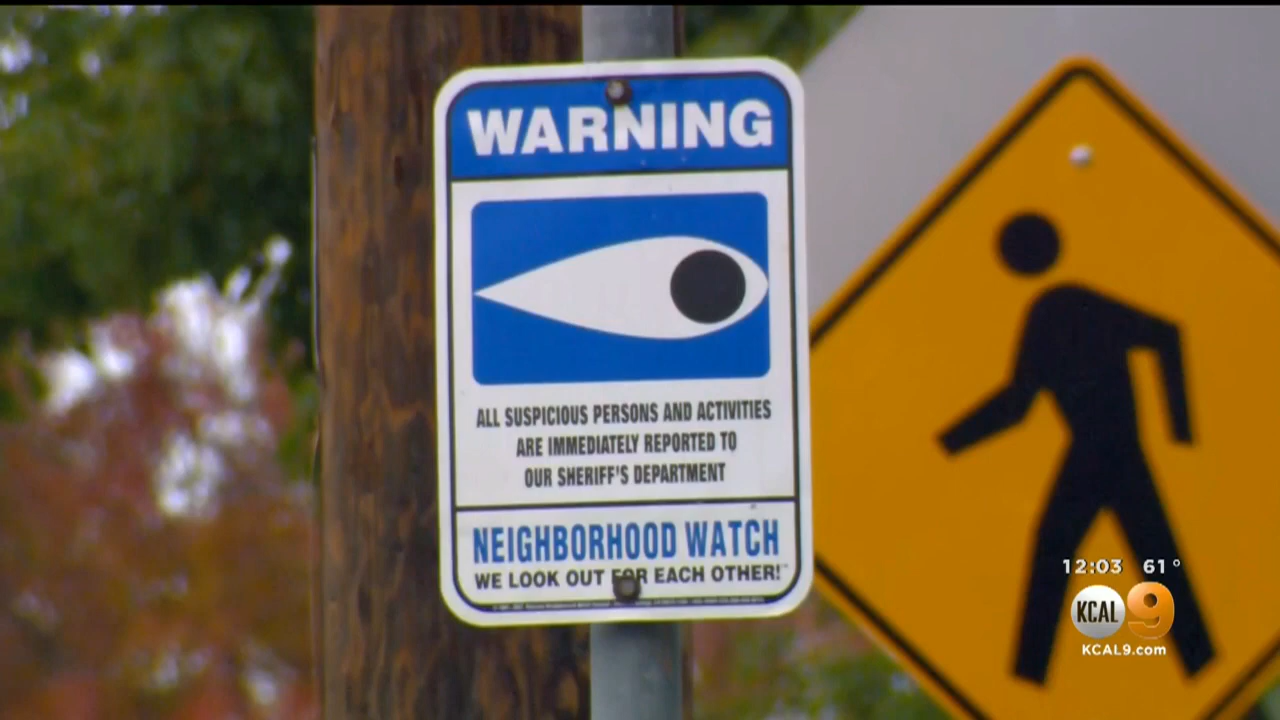 WARNING
ALL SUSPICIOUS PERSONS AND ACTIVITIES
ARE IMMEDIATELY REPORTED TO
OUR SHERIFF'S DEPARTMENT
NEIGHBORHOOD WATCH
WE LOOK OUT FOR EACH OTHER!
12:03 61°
KCAL 9
KCAL9.com